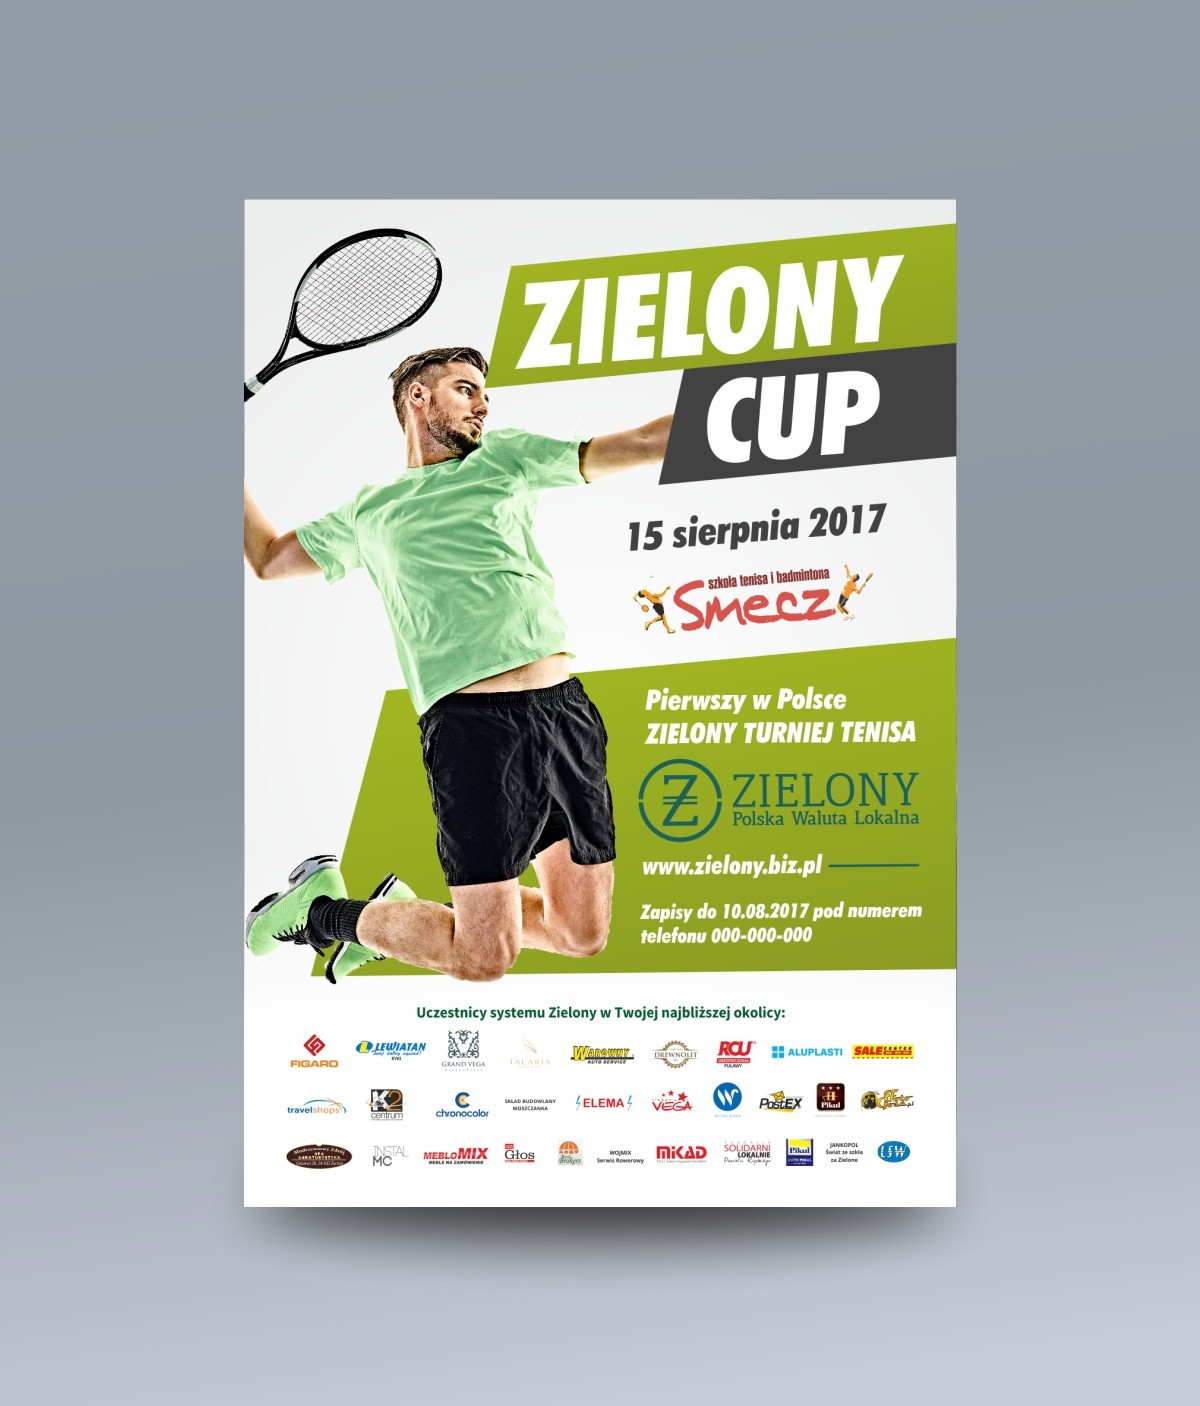 ZIELONY
CUP
15 sierpnia 2017
szkoła tenisa i badmintona
Smecz
Pierwszy w Polsce
ZIELONY TURNIEJ TENISA
ZIELONY
Polska Waluta Lokalna
www.zielony.biz.pl
Zapisy do 10.08.2017 pod numerem
telefonu 000-000-000
Uczestnicy systemu Zielony w Twojej najbliższej okolicy:
FIGARO
LEWIATAN
GRAND VEGA
TALARIA
WAROWNY
AUTO SERVICE
DREWNOLIT
RCU
UBEZPIECZENIA
PUŁAWY
ALUPLASTI
SALE CENTER
travelshops
K2
centrum
chronocolor
SKŁAD BUDOWLANY
MOSZCZANKA
ELEMA
VEGA
PostEX
Pikul
INSTAL
MC
MEBLOMIX
MEBLE NA ZAMÓWIENIE
Głos
WOJMIX
Serwis Rowerowy
MIKAD
SOLIDARNI
LOKALNIE
Pikul
JANKOPOL
Świat ze szkła
za Zielone
LSW